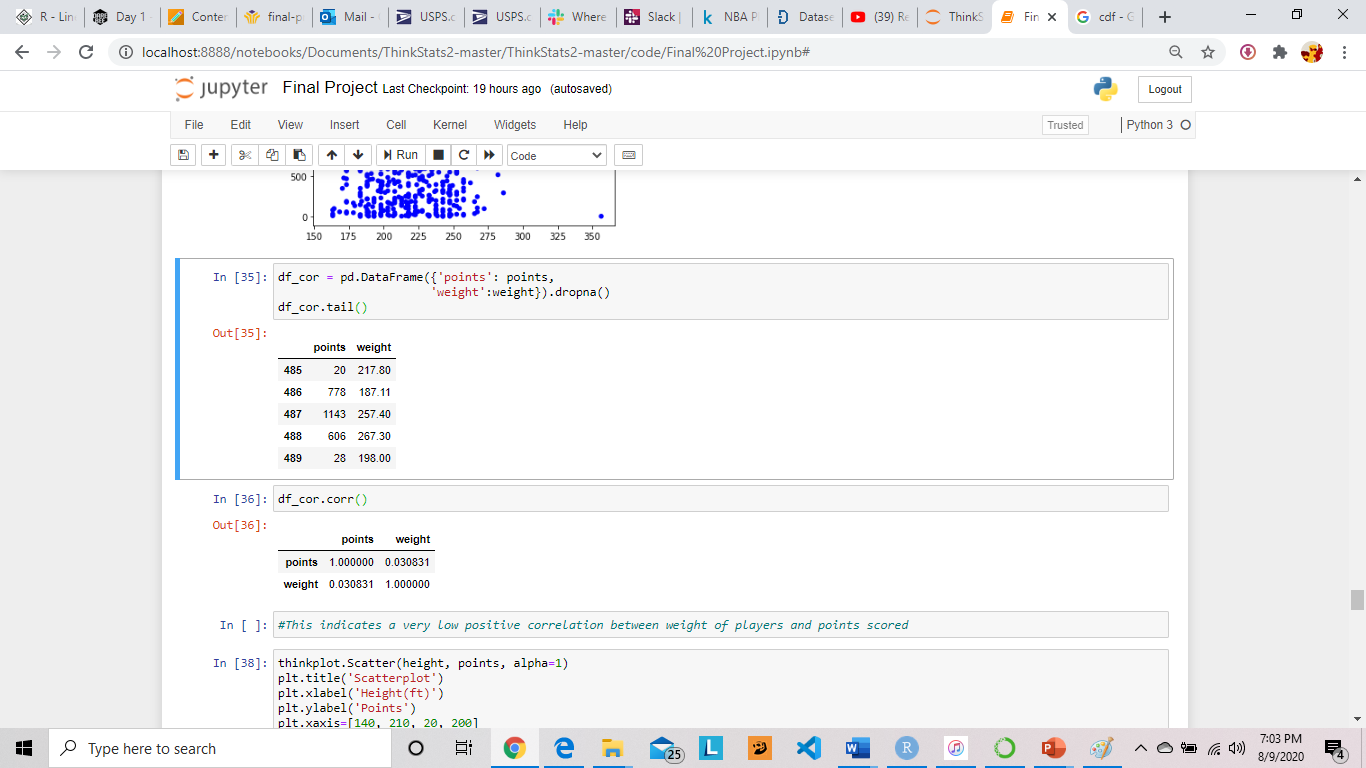 R - Lin
Day 1
Conter
final-p
Mail -
USPS.c
USPS.c
Where
Slack |
NBA P
Datase
(39) Re
ThinkS
Fin
cdf - G
localhost:8888/notebooks/Documents/ThinkStats2-master/ThinkStats2-master/code/Final%20Project.ipynb#
jupyter Final Project Last Checkpoint: 19 hours ago (autosaved)
Logout
File Edit View Insert Cell Kernel Widgets Help
Trusted
Python 3
Run
Code
500
0
150 175 200 225 250 275 300 325 350
In [35]: df_cor = pd.DataFrame({'points': points,
'weight':weight}).dropna()
df_cor.tail()
Out[35]:
points weight
485 20 217.80
486 778 187.11
487 1143 257.40
488 606 267.30
489 28 198.00
In [36]: df_cor.corr()
Out[36]:
points weight
points 1.000000 0.030831
weight 0.030831 1.000000
In [ ]: #This indicates a very low positive correlation between weight of players and points scored
In [38]: thinkplot.Scatter(height, points, alpha=1)
plt.title('Scatterplot')
plt.xlabel('Height(ft)')
plt.ylabel('Points')
plt.xaxis=[140, 210, 20, 200]
Type here to search
25
7:03 PM
8/9/2020
4